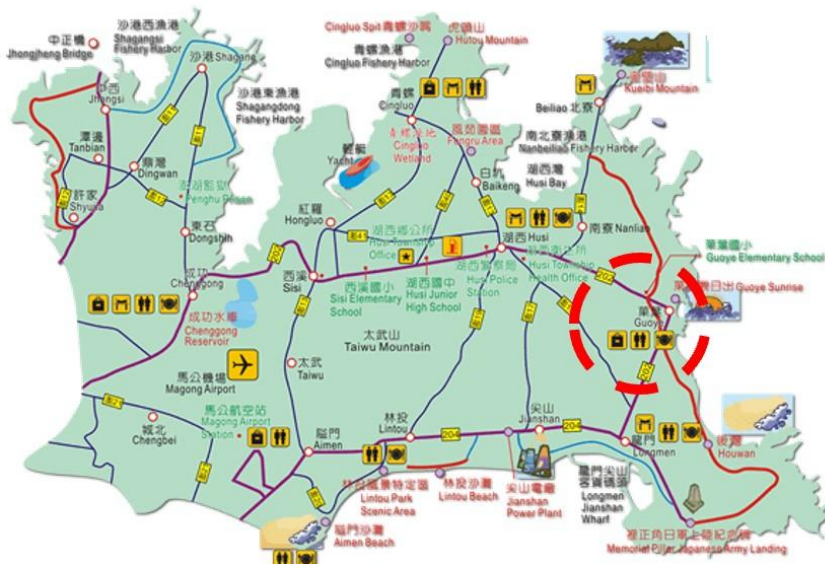 沙港西漁港
Shagangsi
Fishery Harbor
中正橋
Jhongjheng Bridge
沙港 Shagang
中西
Jhongsi
沙港東漁港
Shagangdong
Fishery Harbor
潭邊
Tanbian
鼎灣
Dingwan
澎湖監獄
Penghu Prison
許家
Shyujia
東石
Dongshih
成功
Chenggong
成功水庫
Chenggong
Reservoir
Cingluo Spit 青螺沙嘴
虎頭山
Hutou Mountain
青螺漁港
Cingluo Fishery Harbor
青螺
Cingluo
青螺濕地
Cingluo
Wetland
風茹園區
Fongru Area
遊艇
Yacht
白坑
Baikeng
紅羅
Hongluo
湖西鄉公所
Husi Township
Office
湖西 Husi
湖西衛生所
Husi Township
Health Office
湖西警察局
Husi Police
Station
西溪
Sisi
西溪國小
Sisi Elementary
School
湖西國中
Husi Junior
High School
奎壁山
Kueibi Mountain
Beiliao 北寮
南北寮漁港
Nanbeiliao Fishery Harbor
湖西灣
Husi Bay
南寮 Nanliao
菓葉國小
Guoye Elementary School
Guoye Sunrise
菓葉
Guoye
太武山
Taiwu Mountain
太武
Taiwu
馬公機場
Magong Airport
馬公航空站
Magong Airport
Station
城北
Chengbei
隘門
Aimen
林投
Lintou
尖山
Jianshan
龍門
Longmen
後灣
Houwan
林投風景特定區
Lintou Park
Scenic Area
林投沙灘
Lintou Beach
尖山電廠
Jianshan
Power Plant
龍門尖山
客貨碼頭
Longmen
Jianshan
Wharf
隘門沙灘
Aimen Beach
裡正角日軍上陸紀念碑
Memorial Pillar Japanese Army Landing
202
202
202
204
204